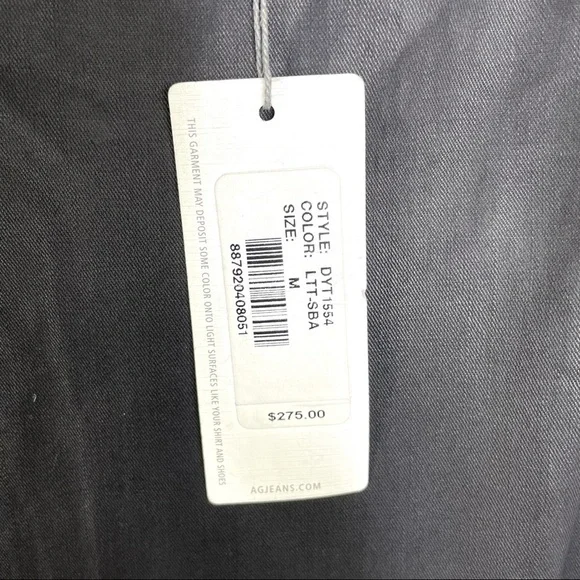 THIS GARMENT MAY DEPOSIT SOME COLOR ONTO LIGHT SURFACES LIKE YOUR SHIRT AND SHOES
STYLE: DYT1554
COLOR: LTT-SBA
SIZE: M
887920408051
$275.00
AGJEANS.COM